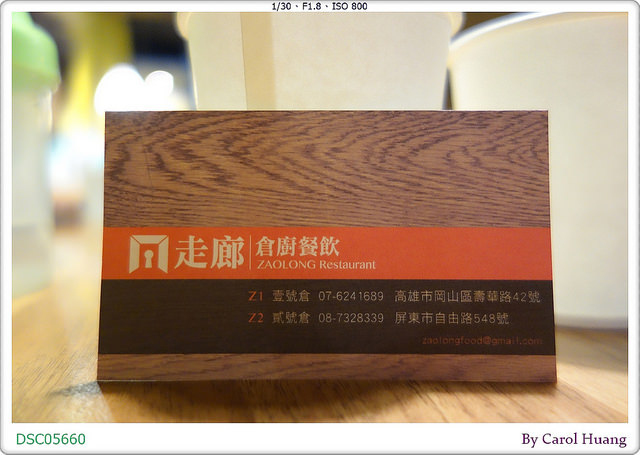 1/30、F1.8、ISO 800
走廊 倉廚餐飲
ZAOLONG Restaurant
Z1 壹號倉 07-6241689 高雄市岡山區壽華路42號
Z2 貳號倉 08-7328339 屏東市自由路548號
zaolongfood@gmail.com
DSC05660
By Carol Huang